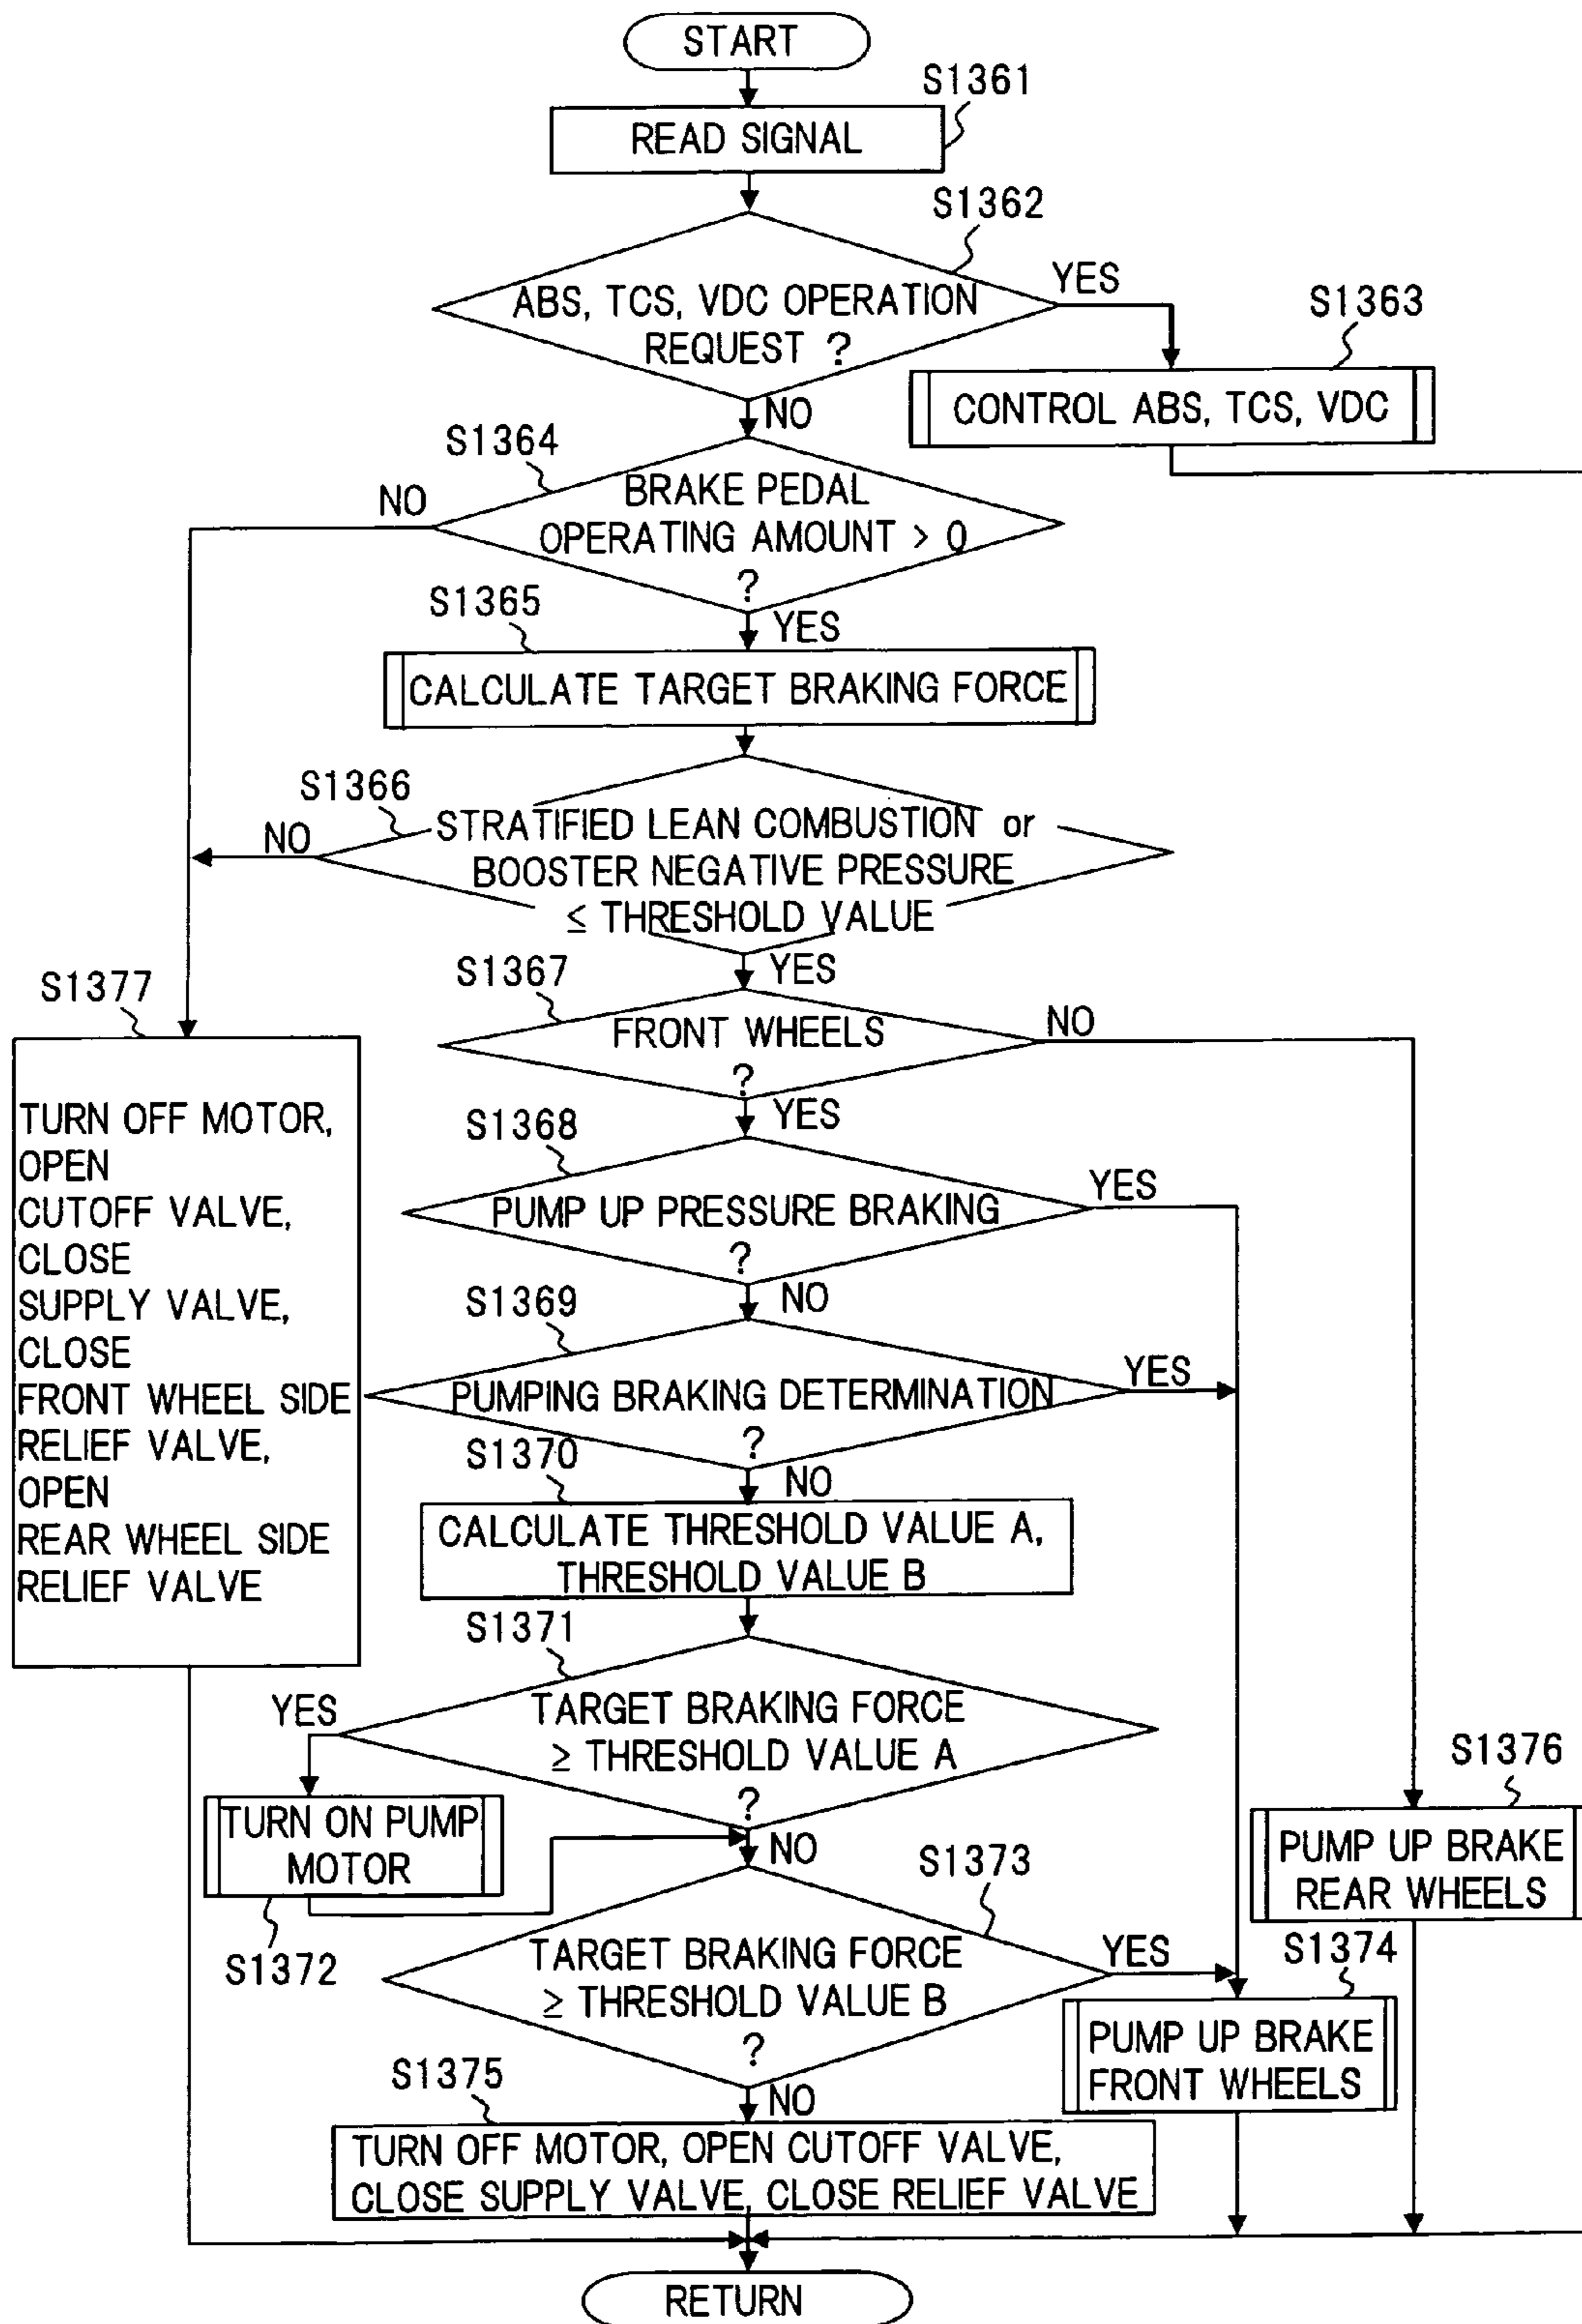 START
S1361
READ SIGNAL
S1362
ABS, TCS, VDC OPERATION
REQUEST ?
YES
S1363
CONTROL ABS, TCS, VDC
NO
S1364
NO
BRAKE PEDAL
OPERATING AMOUNT > 0
?
YES
S1365
CALCULATE TARGET BRAKING FORCE
S1366
NO
STRATIFIED LEAN COMBUSTION or
BOOSTER NEGATIVE PRESSURE
≤ THRESHOLD VALUE
YES
S1367
FRONT WHEELS
?
NO
YES
S1377
TURN OFF MOTOR,
OPEN
CUTOFF VALVE,
CLOSE
SUPPLY VALVE,
CLOSE
FRONT WHEEL SIDE
RELIEF VALVE,
OPEN
REAR WHEEL SIDE
RELIEF VALVE
S1368
PUMP UP PRESSURE BRAKING
?
YES
NO
S1369
PUMPING BRAKING DETERMINATION
?
YES
NO
S1370
CALCULATE THRESHOLD VALUE A,
THRESHOLD VALUE B
S1371
YES
TARGET BRAKING FORCE
≥ THRESHOLD VALUE A
?
NO
TURN ON PUMP
MOTOR
S1372
S1373
TARGET BRAKING FORCE
≥ THRESHOLD VALUE B
?
YES
NO
S1376
PUMP UP BRAKE
REAR WHEELS
S1374
PUMP UP BRAKE
FRONT WHEELS
S1375
TURN OFF MOTOR, OPEN CUTOFF VALVE,
CLOSE SUPPLY VALVE, CLOSE RELIEF VALVE
RETURN